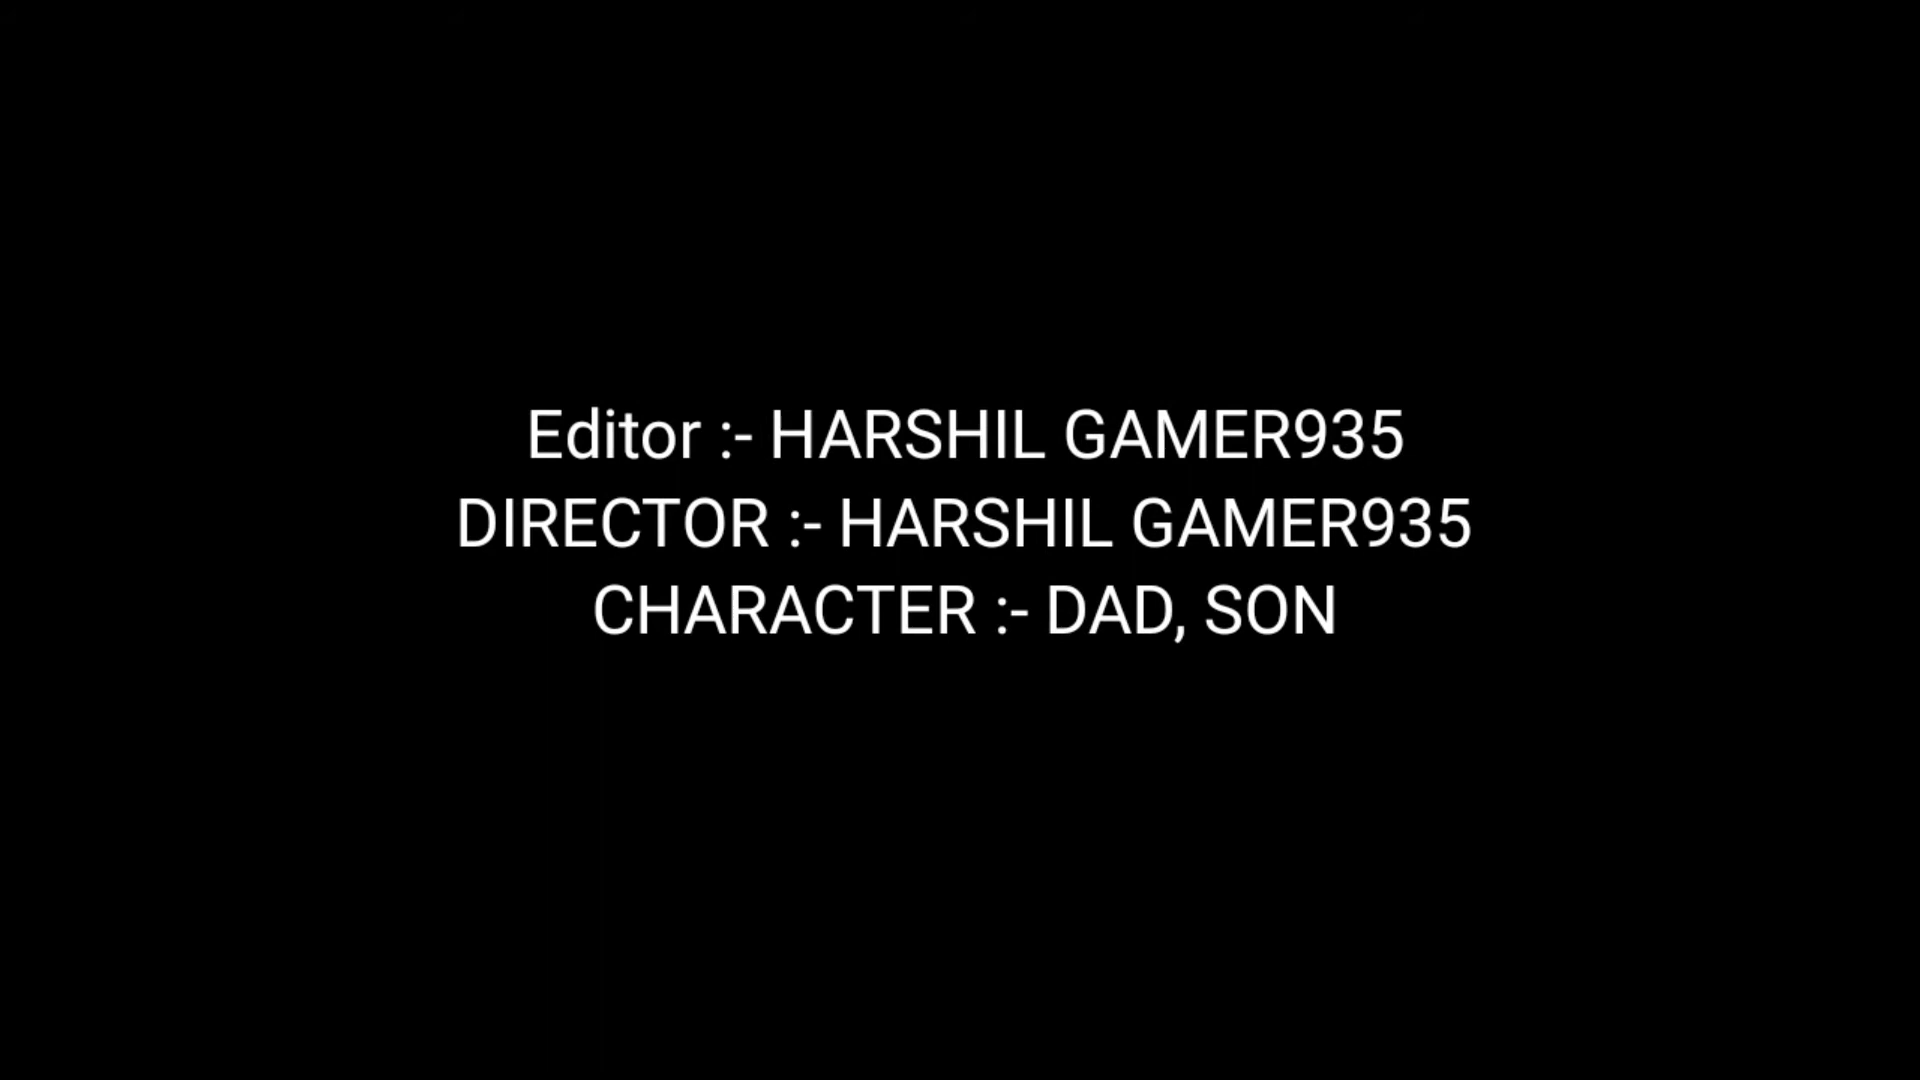 Editor :- HARSHIL GAMER935
DIRECTOR :- HARSHIL GAMER935
CHARACTER :- DAD, SON